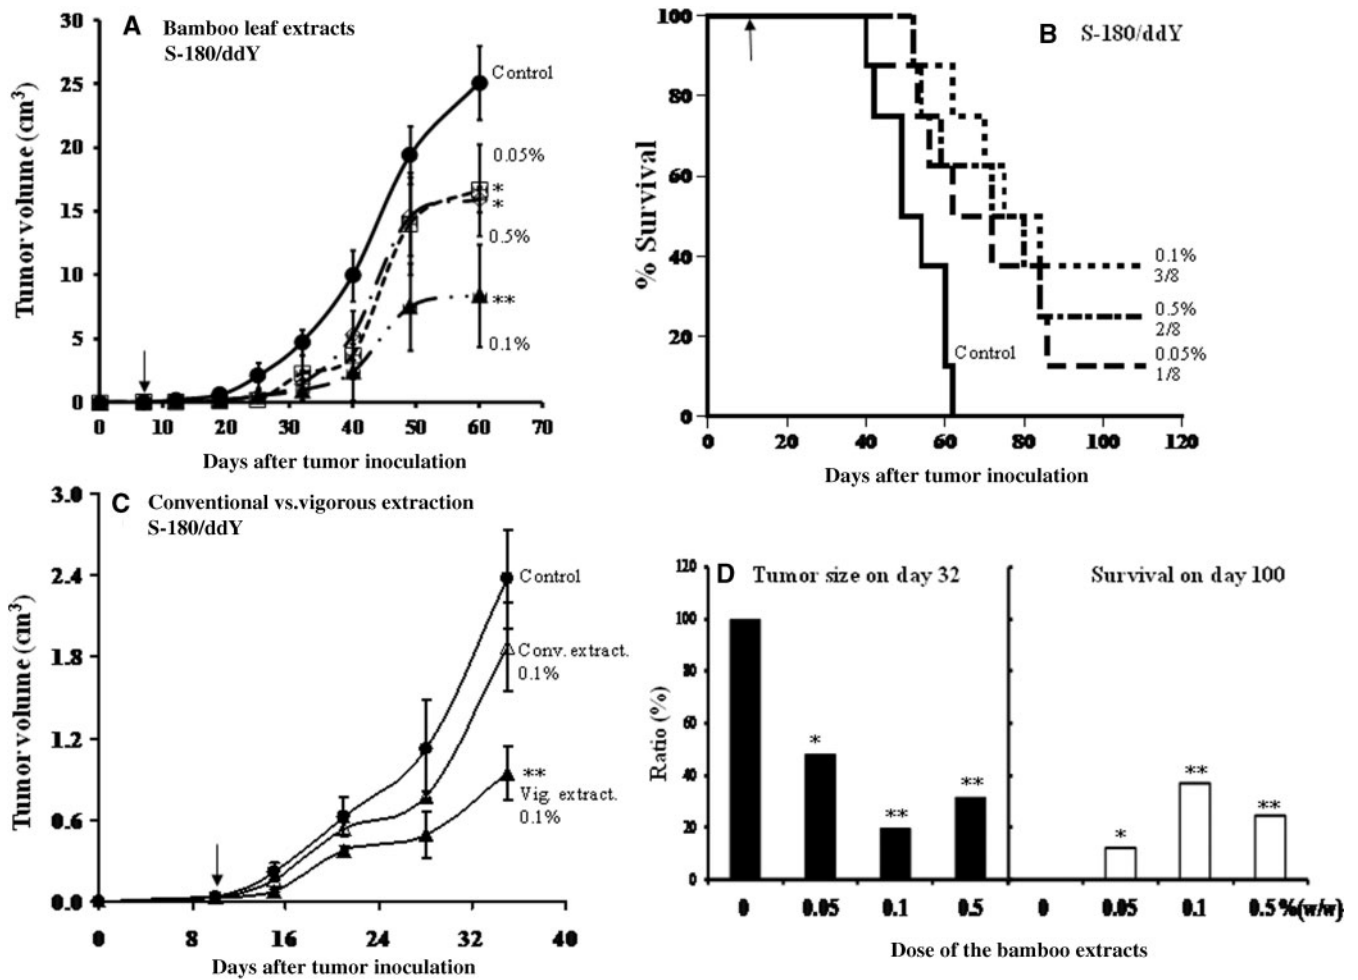 A Bamboo leaf extracts
S-180/ddY
Tumor volume (cm³)
30
25
20
15
10
5
0
Control
0.05%
*
*
0.5%
**
0.1%
0 10 20 30 40 50 60 70
Days after tumor inoculation
B S-180/ddY
% Survival
100
80
60
40
20
0
Control
0.1%
3/8
0.5%
2/8
0.05%
1/8
0 20 40 60 80 100 120
Days after tumor inoculation
C Conventional vs.vigorous extraction
S-180/ddY
Tumor volume (cm³)
3.0
2.4
1.8
1.2
0.6
0.0
Control
Conv. extract.
0.1%
**
Vig. extract.
0.1%
0 8 16 24 32 40
Days after tumor inoculation
D Tumor size on day 32 Survival on day 100
Ratio (%)
120
100
80
60
40
20
0
* ** ** * ** **
0 0.05 0.1 0.5 0 0.05 0.1 0.5 %(w/w)
Dose of the bamboo extracts